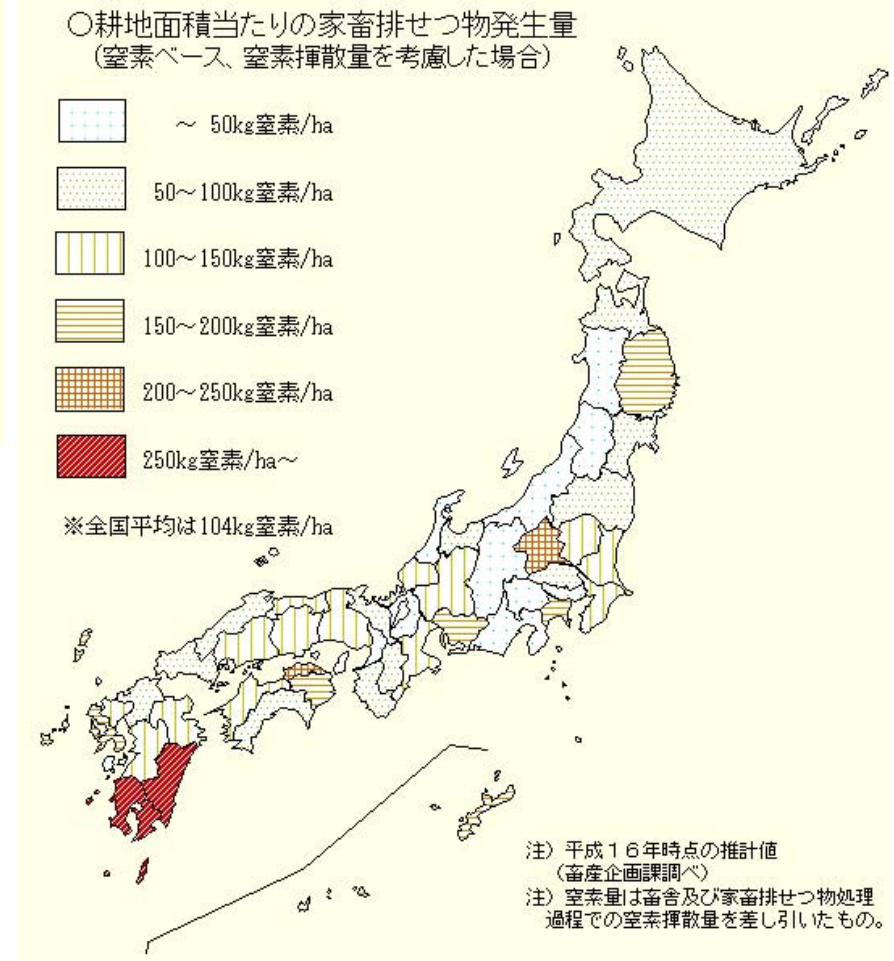 ○耕地面積当たりの家畜排せつ物発生量
（窒素ベース、窒素揮散量を考慮した場合）
～ 50kg窒素/ha
50～100kg窒素/ha
100～150kg窒素/ha
150～200kg窒素/ha
200～250kg窒素/ha
250kg窒素/ha～
※全国平均は104kg窒素/ha
注）平成１６年時点の推計値
（畜産企画課調べ）
注）窒素量は畜舎及び家畜排せつ物処理
過程での窒素揮散量を差し引いたもの。